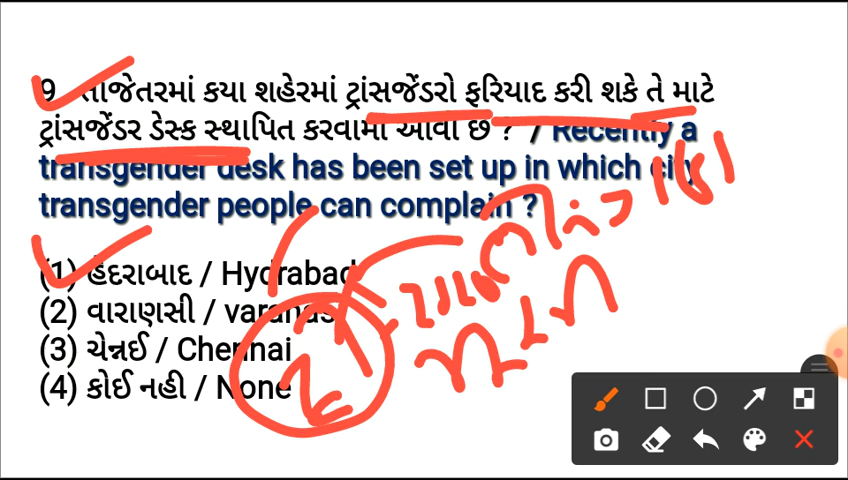 9 તાજેતરમાં કયા શહેરમાં ટ્રાંસજેંડરો ફરિયાદ કરી શકે તે માટે
ટ્રાંસજેંડર ડેસ્ક સ્થાપિત કરવામાં આવી છે ? / Recently a
transgender desk has been set up in which city
transgender people can complain ?
(1) હૈદરાબાદ / Hydrabad
(2) વારાણસી / varanasi
(3) ચેન્નઈ / Chennai
(4) કોઈ નહી / None